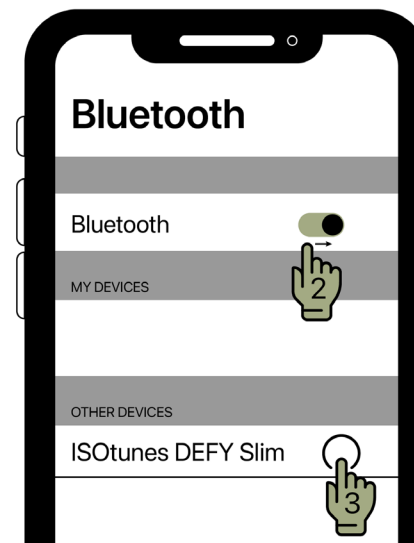 Bluetooth
Bluetooth
2
MY DEVICES
OTHER DEVICES
ISOtunes DEFY Slim
3